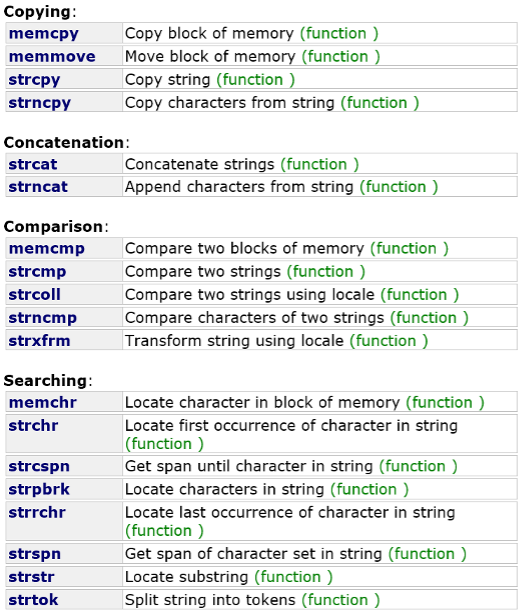 Copying:
memcpy Copy block of memory (function )
memmove Move block of memory (function )
strcpy Copy string (function )
strncpy Copy characters from string (function )
Concatenation:
strcat Concatenate strings (function )
strncat Append characters from string (function )
Comparison:
memcmp Compare two blocks of memory (function )
strcmp Compare two strings (function )
strcoll Compare two strings using locale (function )
strncmp Compare characters of two strings (function )
strxfrm Transform string using locale (function )
Searching:
memchr Locate character in block of memory (function )
strchr Locate first occurrence of character in string
(function )
strcspn Get span until character in string (function )
strpbrk Locate characters in string (function )
strrchr Locate last occurrence of character in string
(function )
strspn Get span of character set in string (function )
strstr Locate substring (function )
strtok Split string into tokens (function )